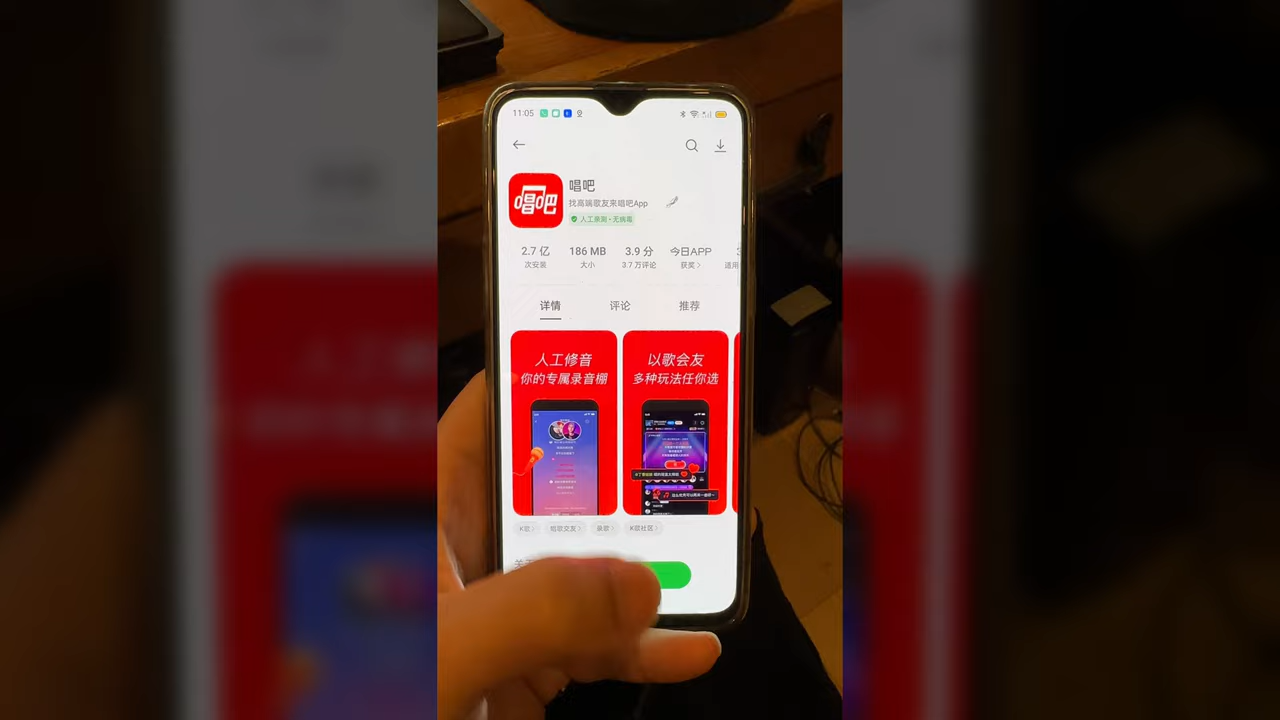 11:05
唱吧
唱吧
找高端歌友来唱吧App
人工亲测·无病毒
2.7 亿
次安装
186 MB
大小
3.9 分
3.7 万评论
今日APP
获奖
适用
详情
评论
推荐
人工修音
你的专属录音棚
以歌会友
多种玩法任你选
K歌
唱歌交友
录歌
K歌社区